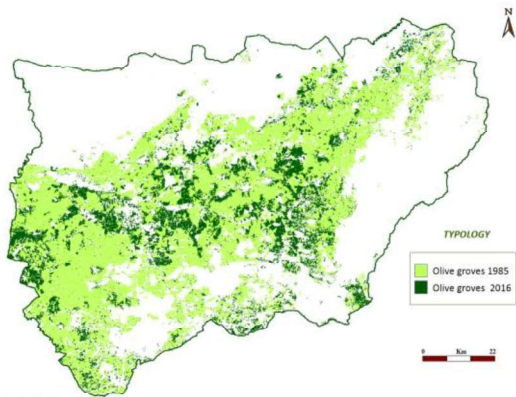 N
TYPOLOGY
Olive groves 1985
Olive groves 2016
0 Km 22